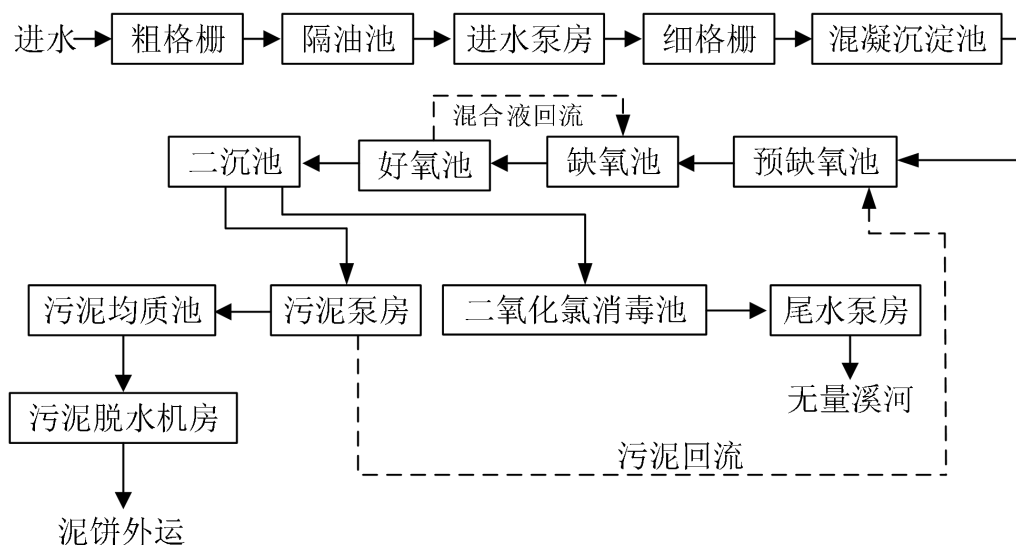 进水
粗格栅
隔油池
进水泵房
细格栅
混凝沉淀池
混合液回流
二沉池
好氧池
缺氧池
预缺氧池
污泥均质池
污泥泵房
二氧化氯消毒池
尾水泵房
无量溪河
污泥脱水机房
污泥回流
泥饼外运